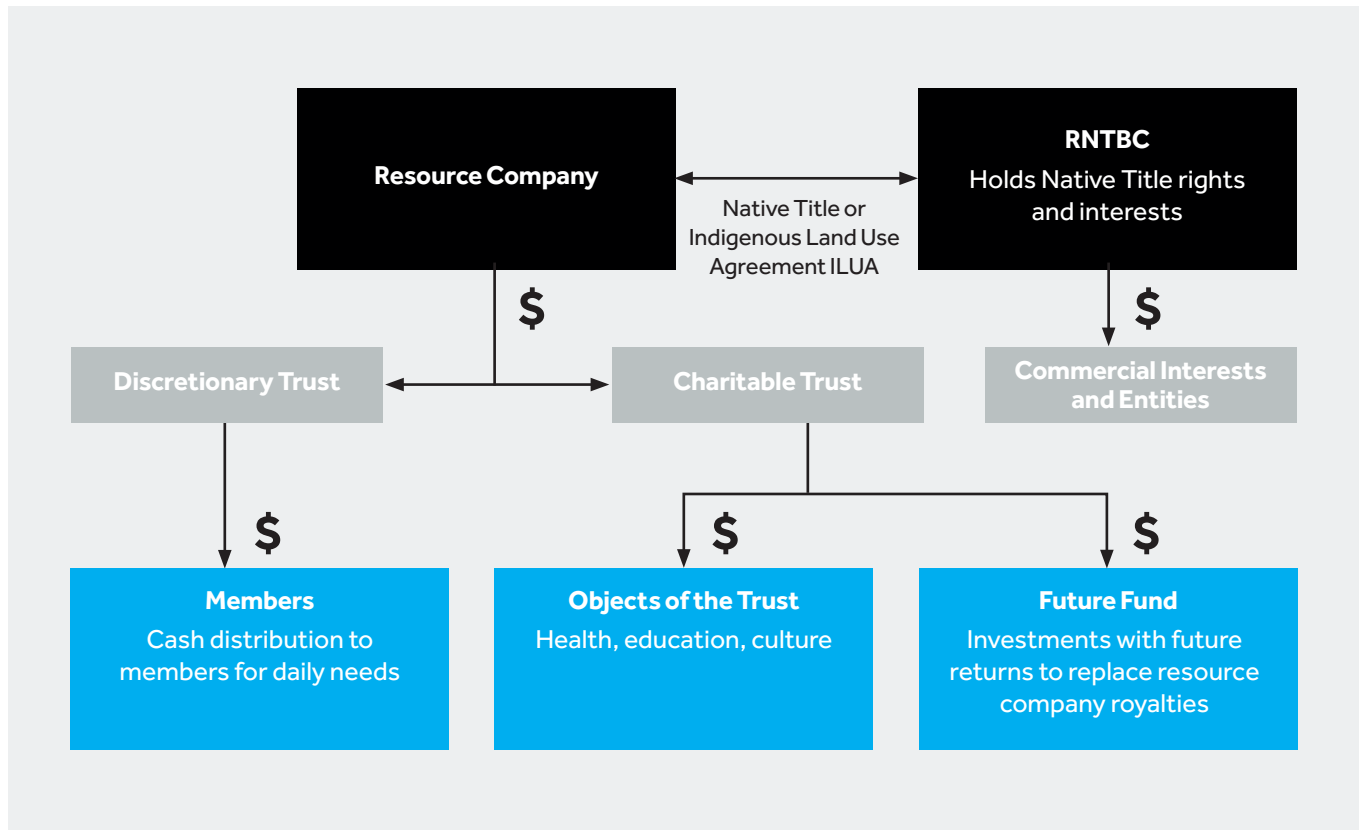 Resource Company
RNTBC
Holds Native Title rights
and interests
Native Title or
Indigenous Land Use
Agreement ILUA
$
$
Discretionary Trust
Charitable Trust
Commercial Interests
and Entities
$
$
$
Members
Cash distribution to
members for daily needs
Objects of the Trust
Health, education, culture
Future Fund
Investments with future
returns to replace resource
company royalties